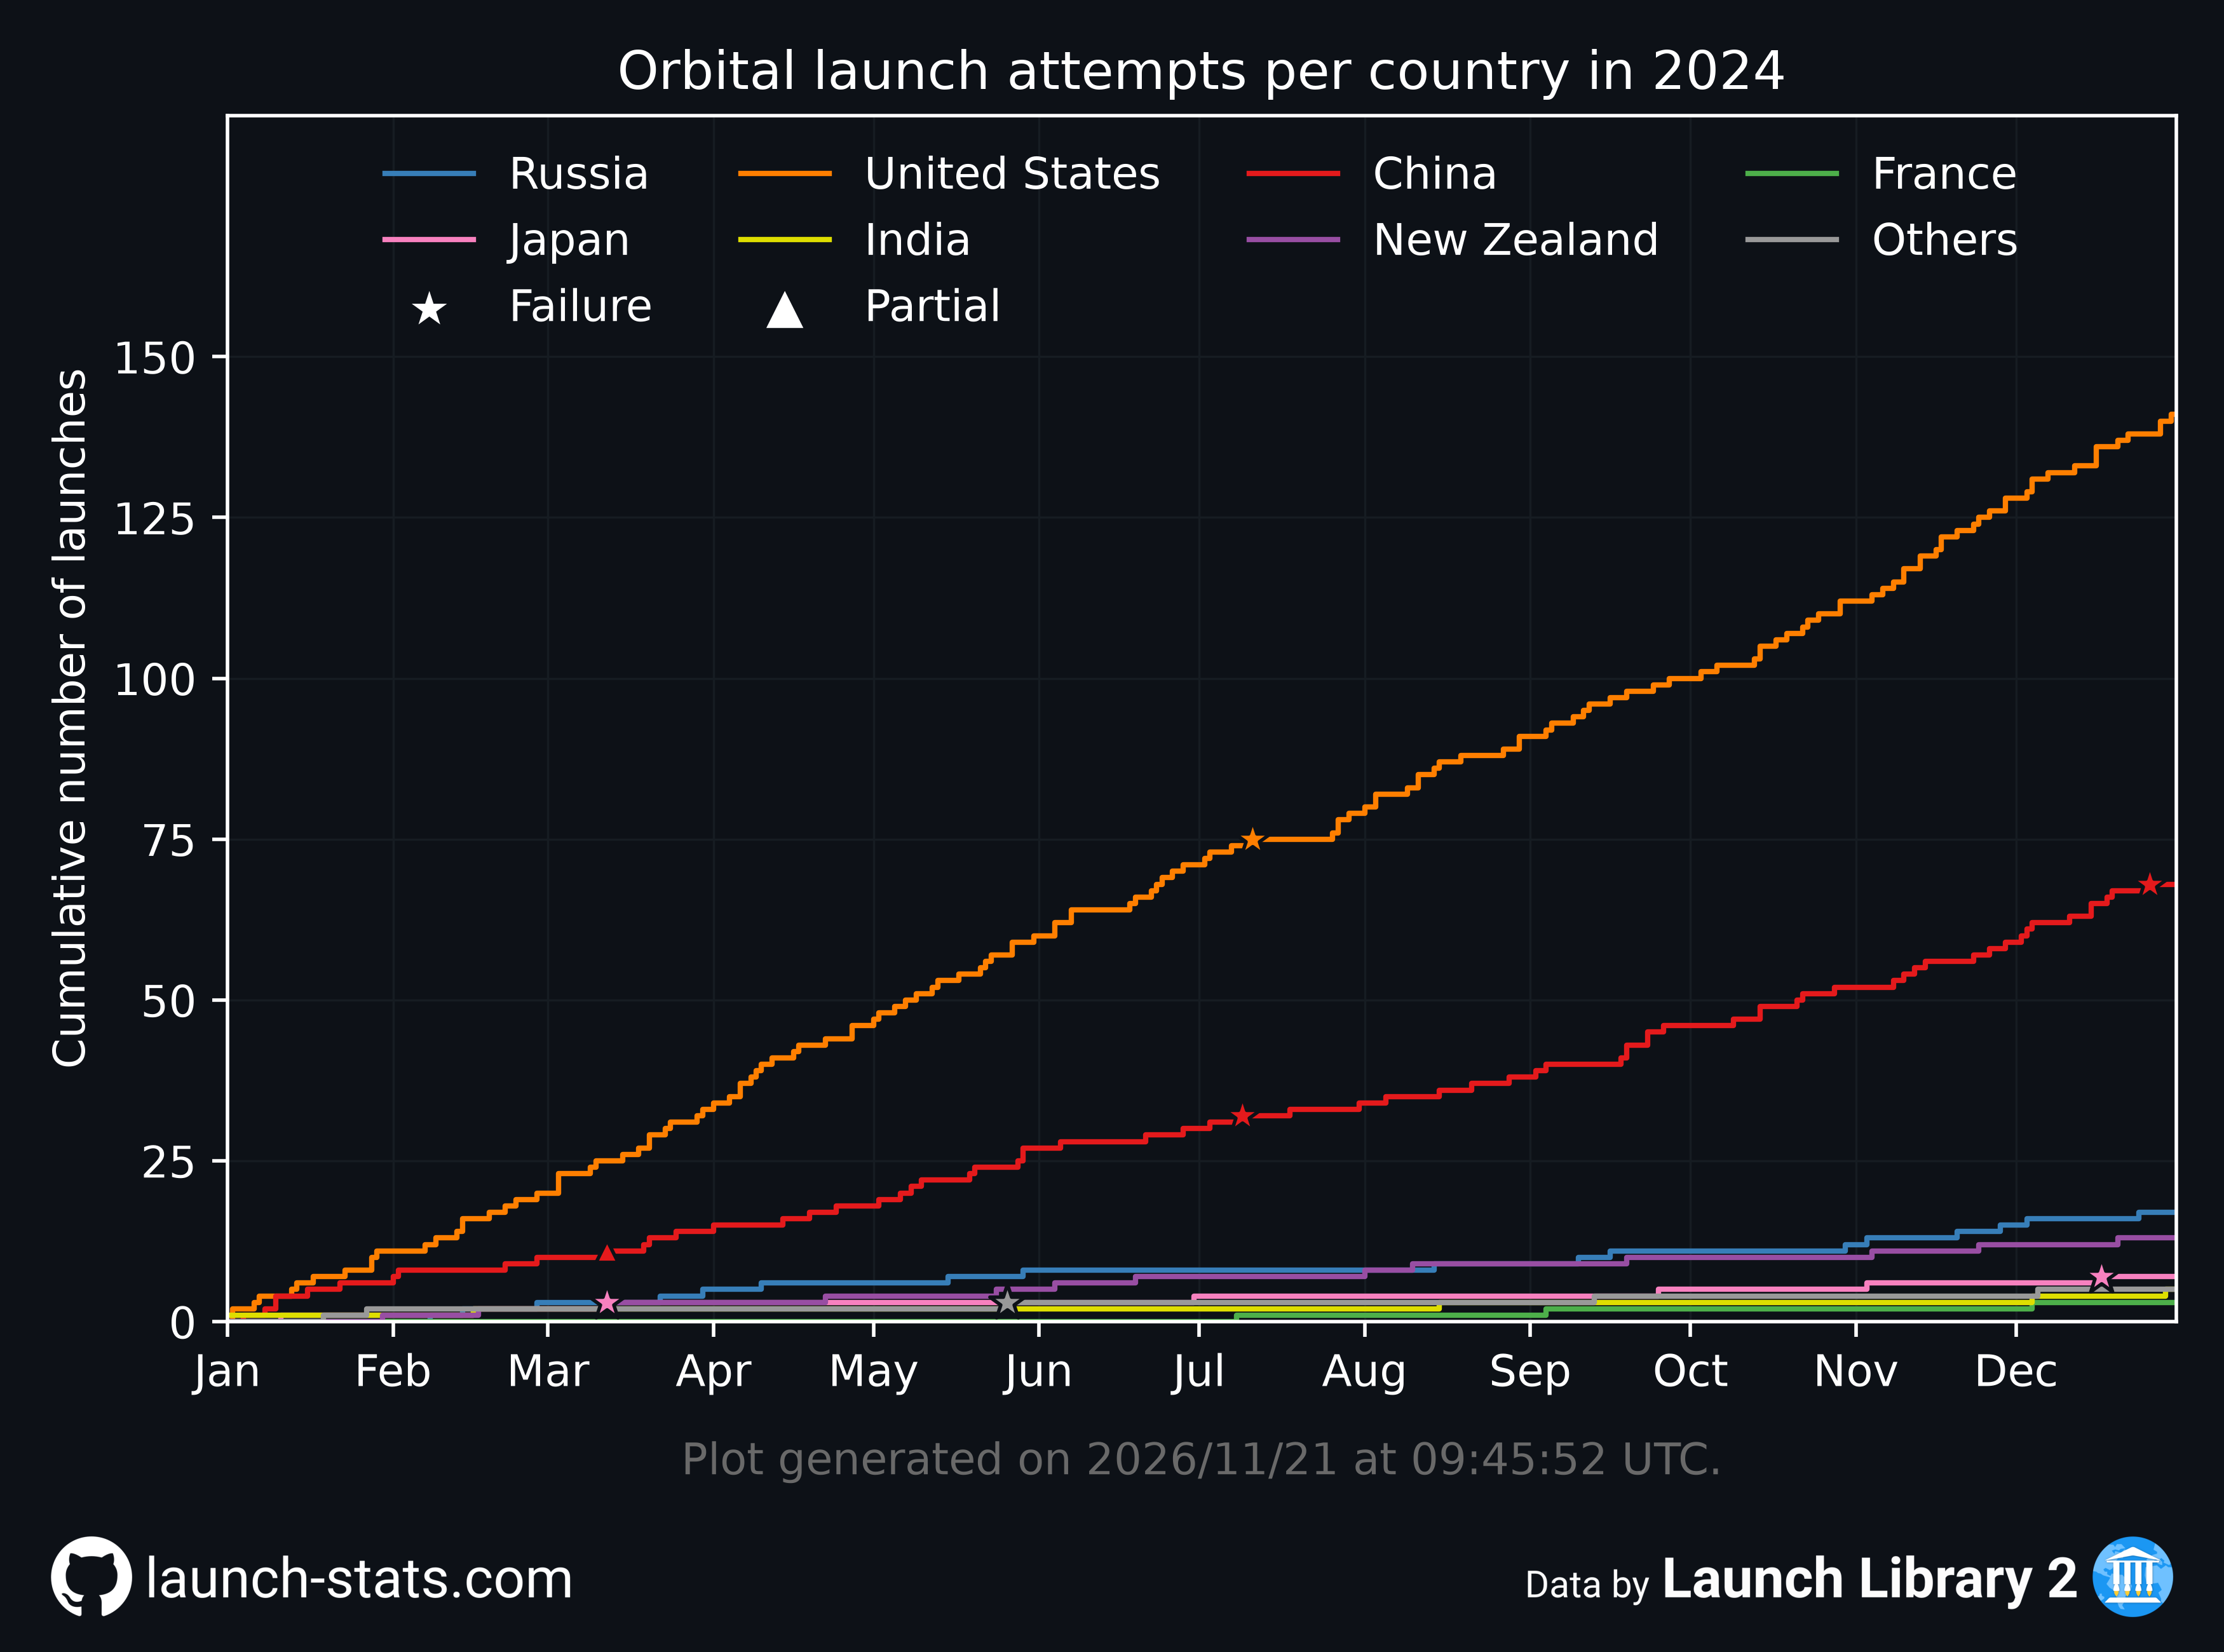 Orbital launch attempts per country in 2024
Russia United States China France
Japan India New Zealand Others
Failure Partial
Cumulative number of launches
150
125
100
75
50
25
0
Jan Feb Mar Apr May Jun Jul Aug Sep Oct Nov Dec
Plot generated on 2026/11/21 at 09:45:52 UTC.
launch-stats.com
Data by Launch Library 2